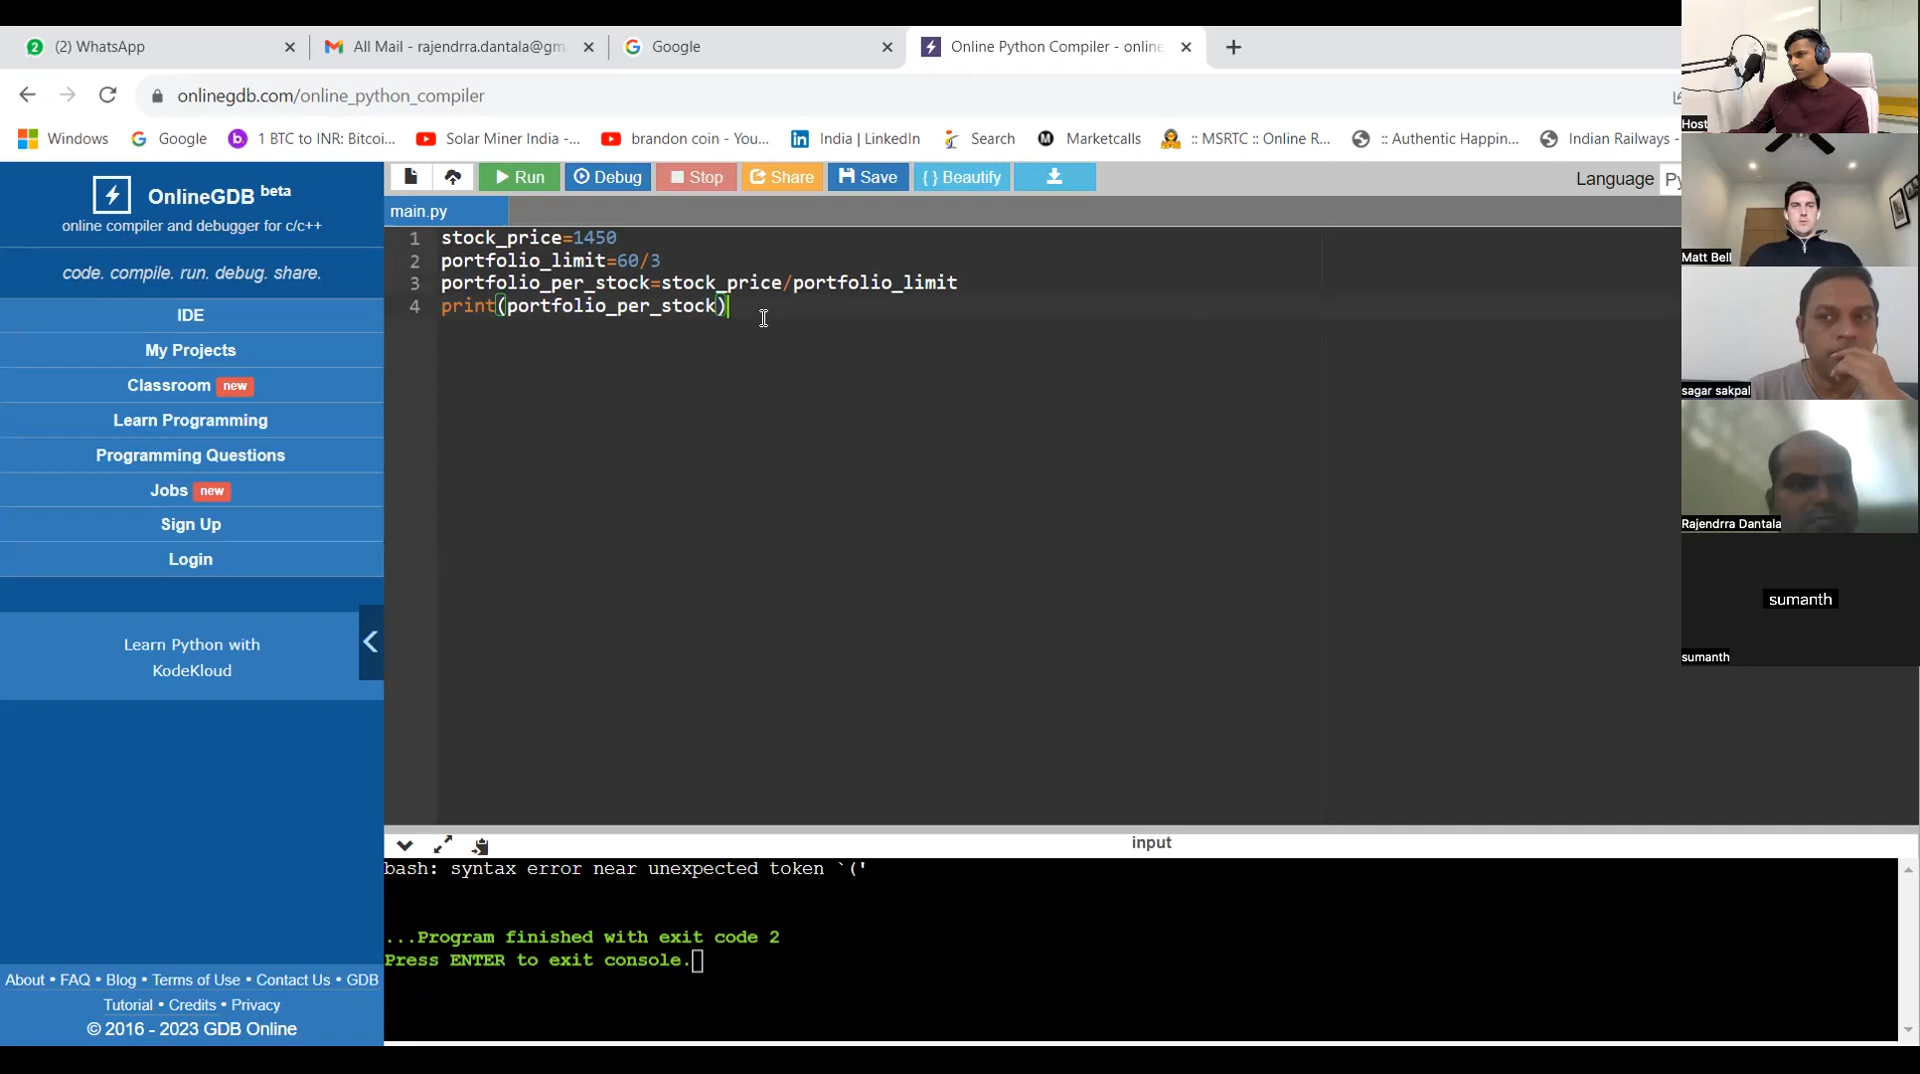 (2) WhatsApp
All Mail - rajendrra.dantala@gm
Google
Online Python Compiler - online
onlinegdb.com/online_python_compiler
Windows
Google
1 BTC to INR: Bitcoi...
Solar Miner India -...
brandon coin - You...
India | LinkedIn
Search
Marketcalls
:: MSRTC :: Online R...
:: Authentic Happin...
Indian Railways -
OnlineGDB beta
online compiler and debugger for c/c++
code. compile. run. debug. share.
IDE
My Projects
Classroom new
Learn Programming
Programming Questions
Jobs new
Sign Up
Login
Learn Python with
KodeKloud
About • FAQ • Blog • Terms of Use • Contact Us • GDB
Tutorial • Credits • Privacy
© 2016 - 2023 GDB Online
Run
Debug
Stop
Share
Save
{ } Beautify
Language
Py
main.py
1 stock_price=1450
2 portfolio_limit=60/3
3 portfolio_per_stock=stock_price/portfolio_limit
4 print(portfolio_per_stock)
input
bash: syntax error near unexpected token `('
...Program finished with exit code 2
Press ENTER to exit console.
Host
Matt Bell
sagar sakpal
Rajendrra Dantala
sumanth
sumanth